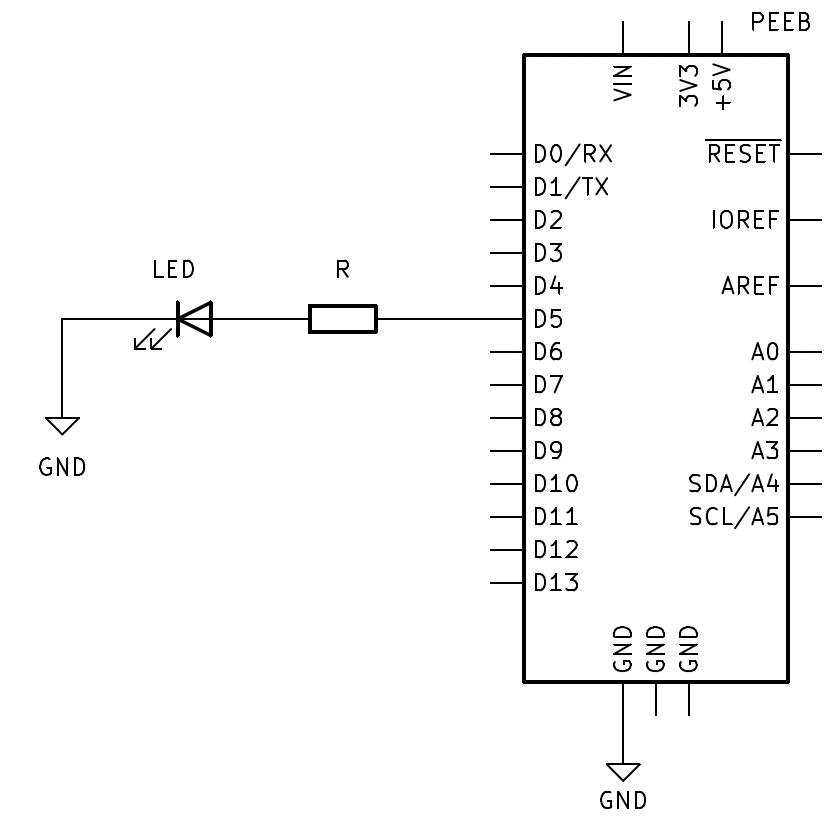 PEEB
VIN
3V3
+5V
D0/RX
RESET
D1/TX
D2
IOREF
D3
LED
R
D4
AREF
D5
D6
A0
D7
A1
D8
A2
D9
A3
GND
D10
SDA/A4
D11
SCL/A5
D12
D13
GND
GND
GND
GND